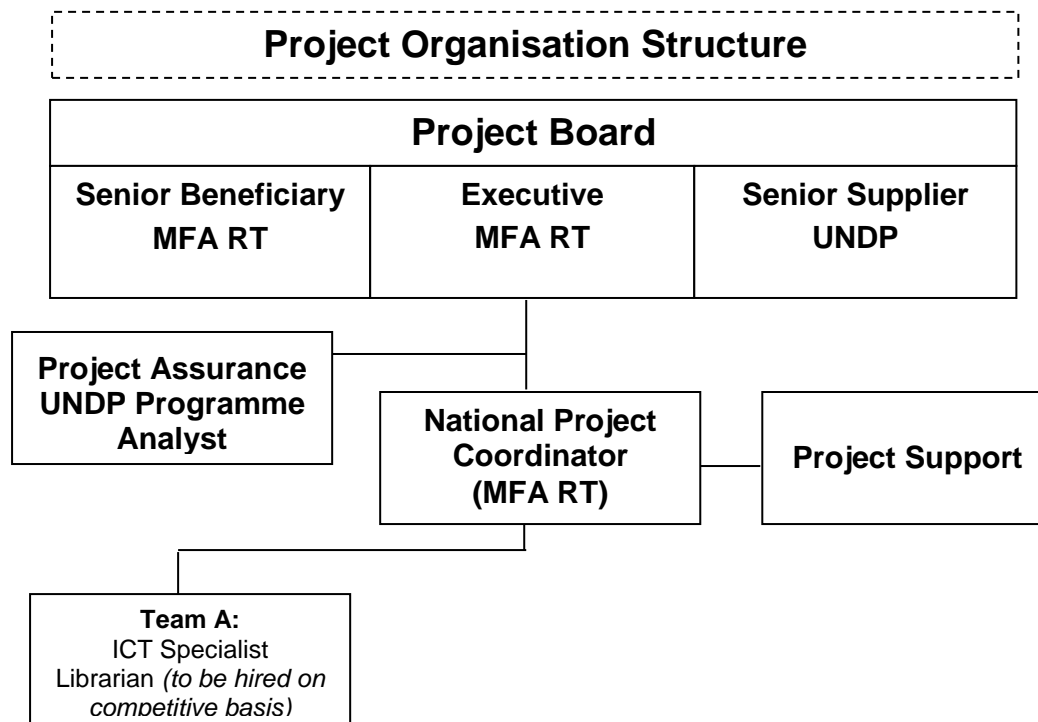 Project Organisation Structure
Project Board
Senior Beneficiary
MFA RT
Executive
MFA RT
Senior Supplier
UNDP
Project Assurance
UNDP Programme
Analyst
National Project
Coordinator
(MFA RT)
Project Support
Team A:
ICT Specialist
Librarian (to be hired on
competitive basis)